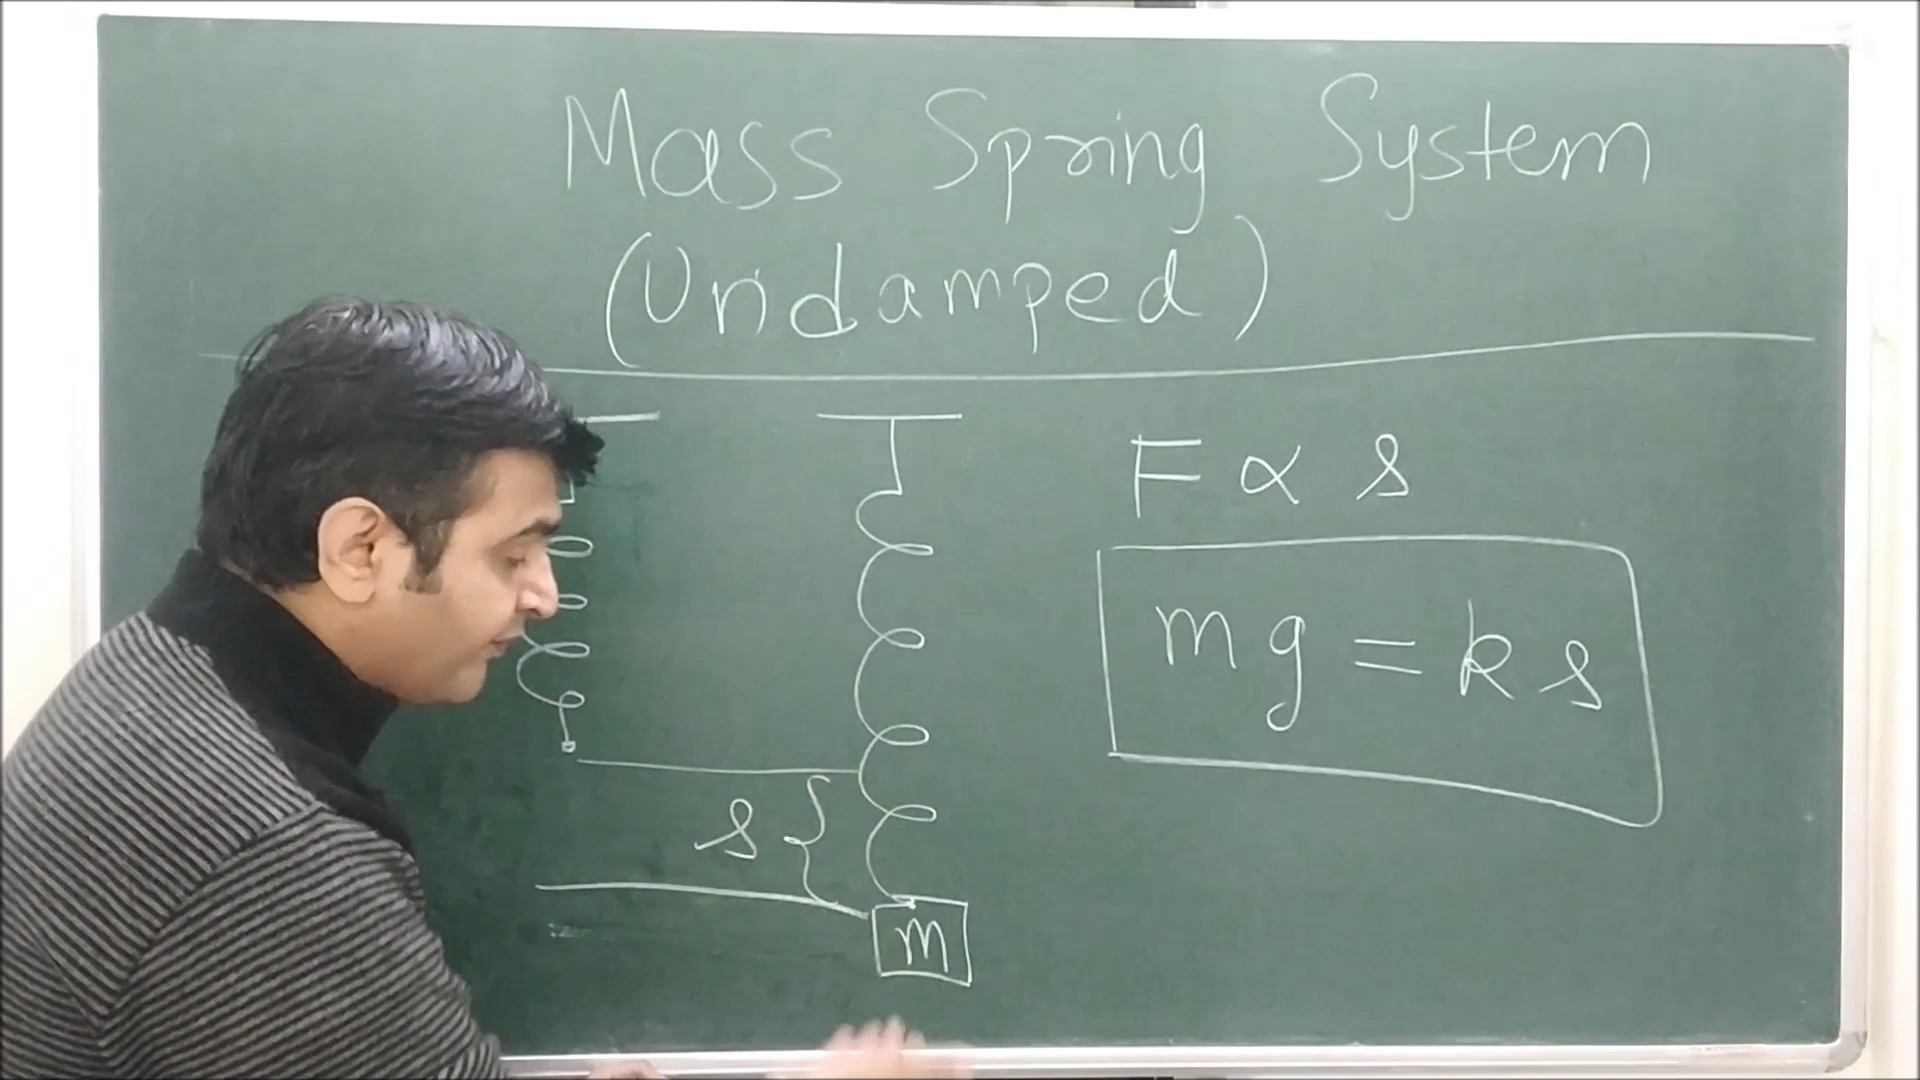 Mass Spring System
(Undamped)
F ∝ s
mg = ks
s
m